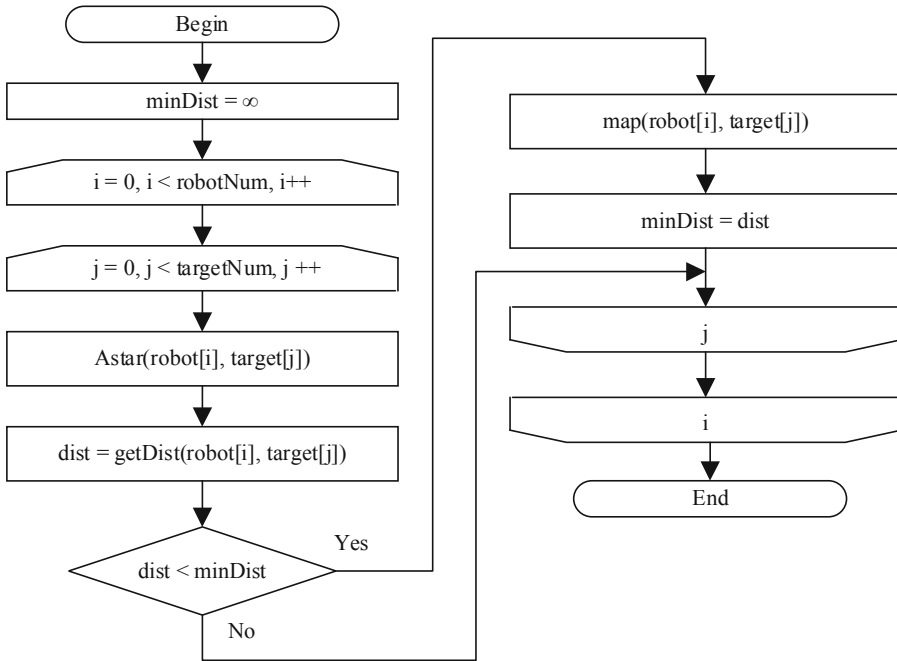 Begin
minDist = ∞
i = 0, i < robotNum, i++
j = 0, j < targetNum, j ++
Astar(robot[i], target[j])
dist = getDist(robot[i], target[j])
dist < minDist
Yes
No
map(robot[i], target[j])
minDist = dist
j
i
End